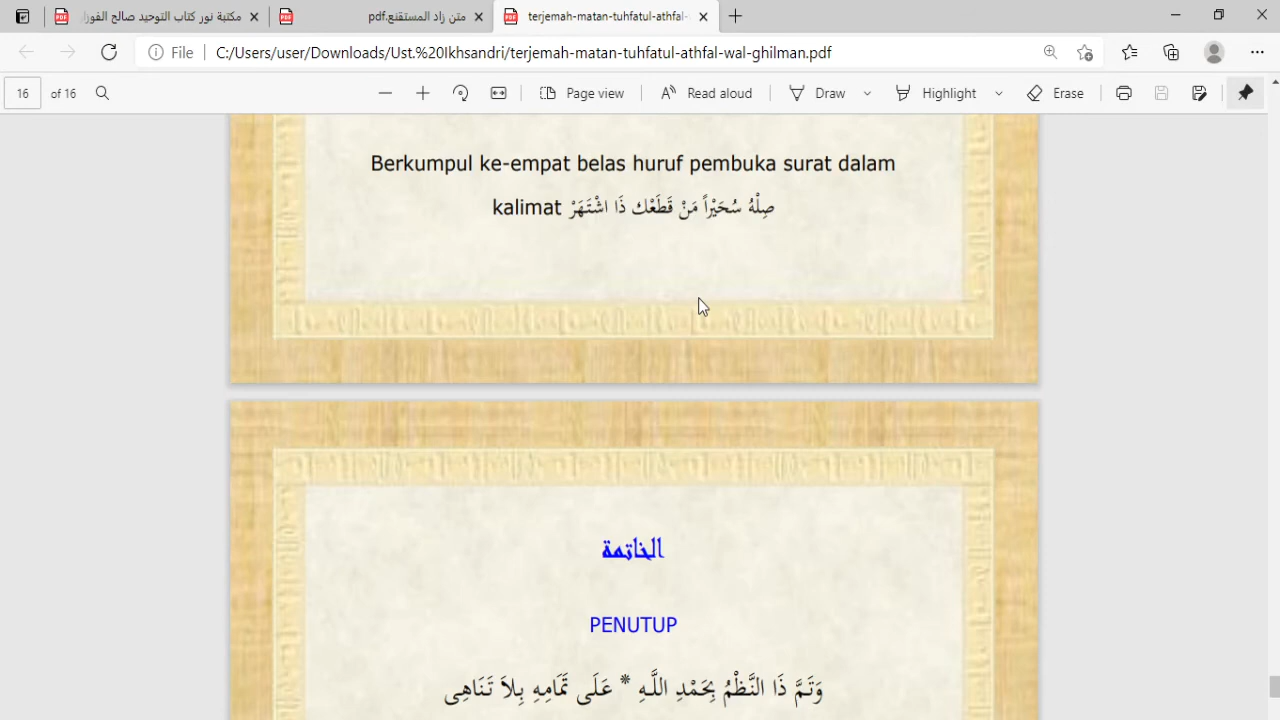 مكتبة نور كتاب التوحيد صالح الفوزا
متن زاد المستقنع.pdf
terjemah-matan-tuhfatul-athfal-
File
C:/Users/user/Downloads/Ust.%20Ikhsandri/terjemah-matan-tuhfatul-athfal-wal-ghilman.pdf
16 of 16
Page view
Read aloud
Draw
Highlight
Erase
Berkumpul ke-empat belas huruf pembuka surat dalam
kalimat صِلْهُ سُحَيْراً مَنْ قَطَعْك ذَا اشْتَهَرْ
الخاتمة
PENUTUP
وَتَمَّ ذَا النَّظْمُ بِحَمْدِ اللَّـهِ * عَلَى تَمَامِهِ بِلاَ تَنَاهِى